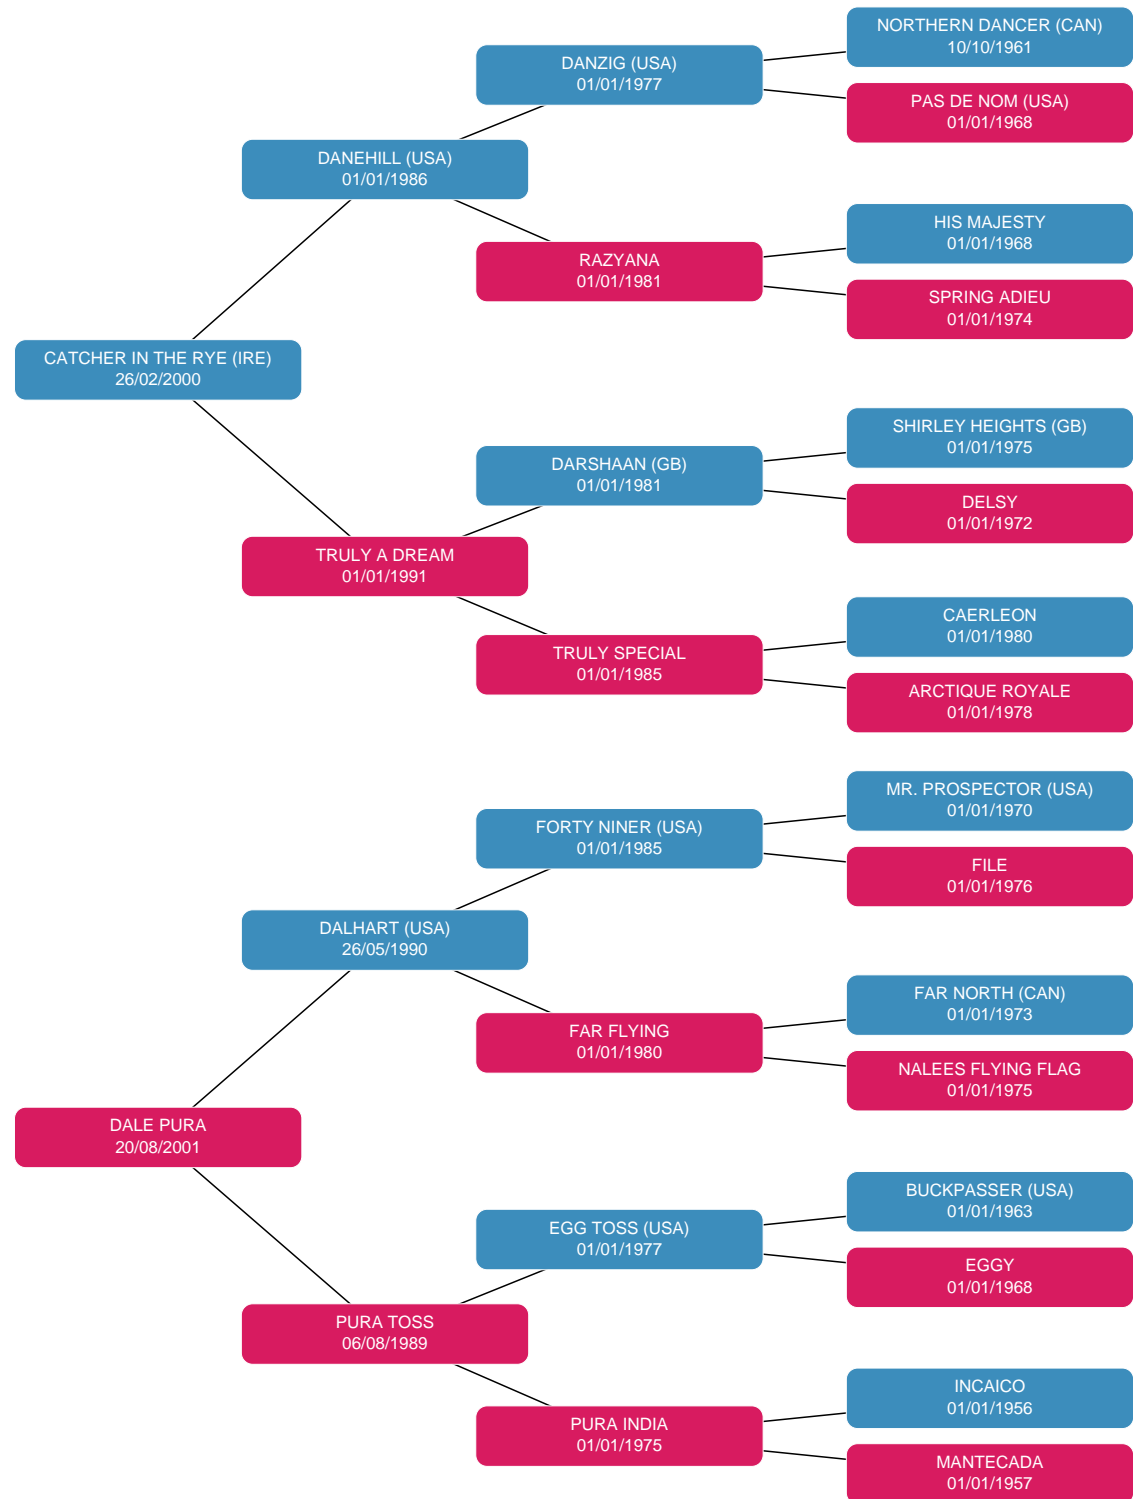 NORTHERN DANCER (CAN)
10/10/1961
DANZIG (USA)
01/01/1977
PAS DE NOM (USA)
01/01/1968
DANEHILL (USA)
01/01/1986
HIS MAJESTY
01/01/1968
RAZYANA
01/01/1981
SPRING ADIEU
01/01/1974
CATCHER IN THE RYE (IRE)
26/02/2000
SHIRLEY HEIGHTS (GB)
01/01/1975
DARSHAAN (GB)
01/01/1981
DELSY
01/01/1972
TRULY A DREAM
01/01/1991
CAERLEON
01/01/1980
TRULY SPECIAL
01/01/1985
ARCTIQUE ROYALE
01/01/1978
MR. PROSPECTOR (USA)
01/01/1970
FORTY NINER (USA)
01/01/1985
FILE
01/01/1976
DALHART (USA)
26/05/1990
FAR NORTH (CAN)
01/01/1973
FAR FLYING
01/01/1980
NALEES FLYING FLAG
01/01/1975
DALE PURA
20/08/2001
BUCKPASSER (USA)
01/01/1963
EGG TOSS (USA)
01/01/1977
EGGY
01/01/1968
PURA TOSS
06/08/1989
INCAICO
01/01/1956
PURA INDIA
01/01/1975
MANTECADA
01/01/1957